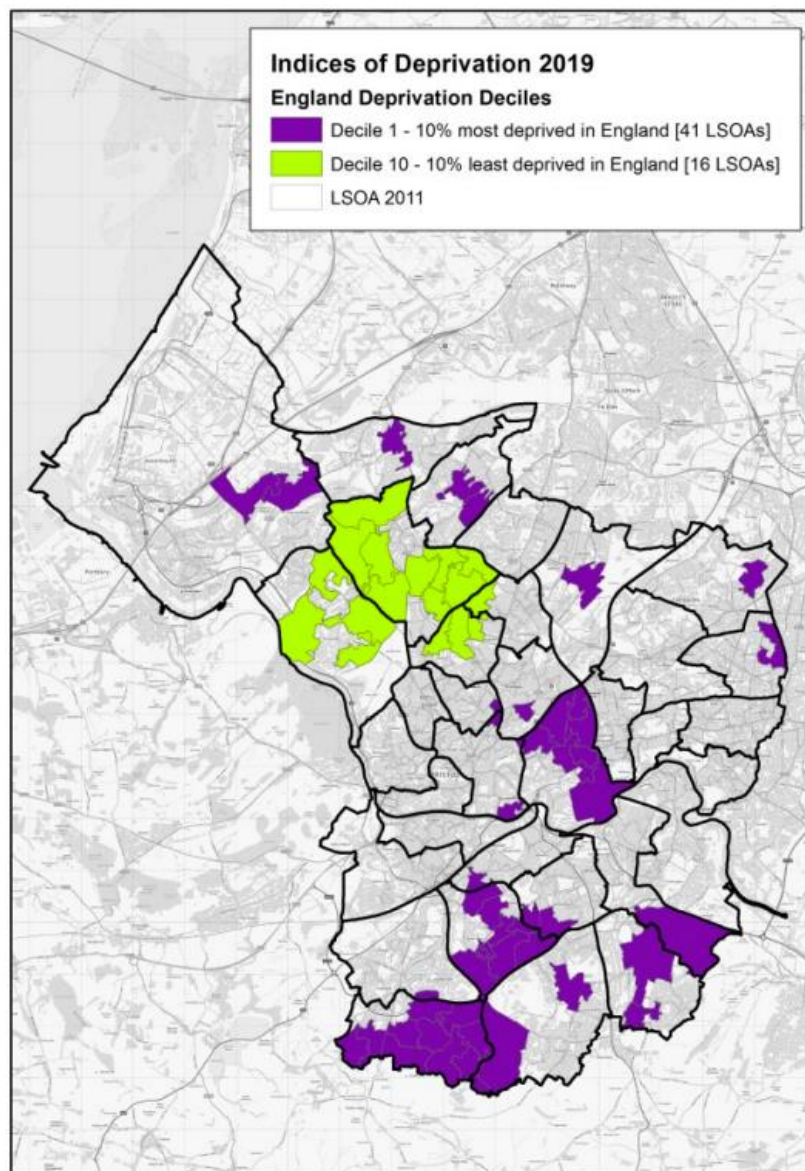 Indices of Deprivation 2019
England Deprivation Deciles
Decile 1 - 10% most deprived in England [41 LSOAs]
Decile 10 - 10% least deprived in England [16 LSOAs]
LSOA 2011